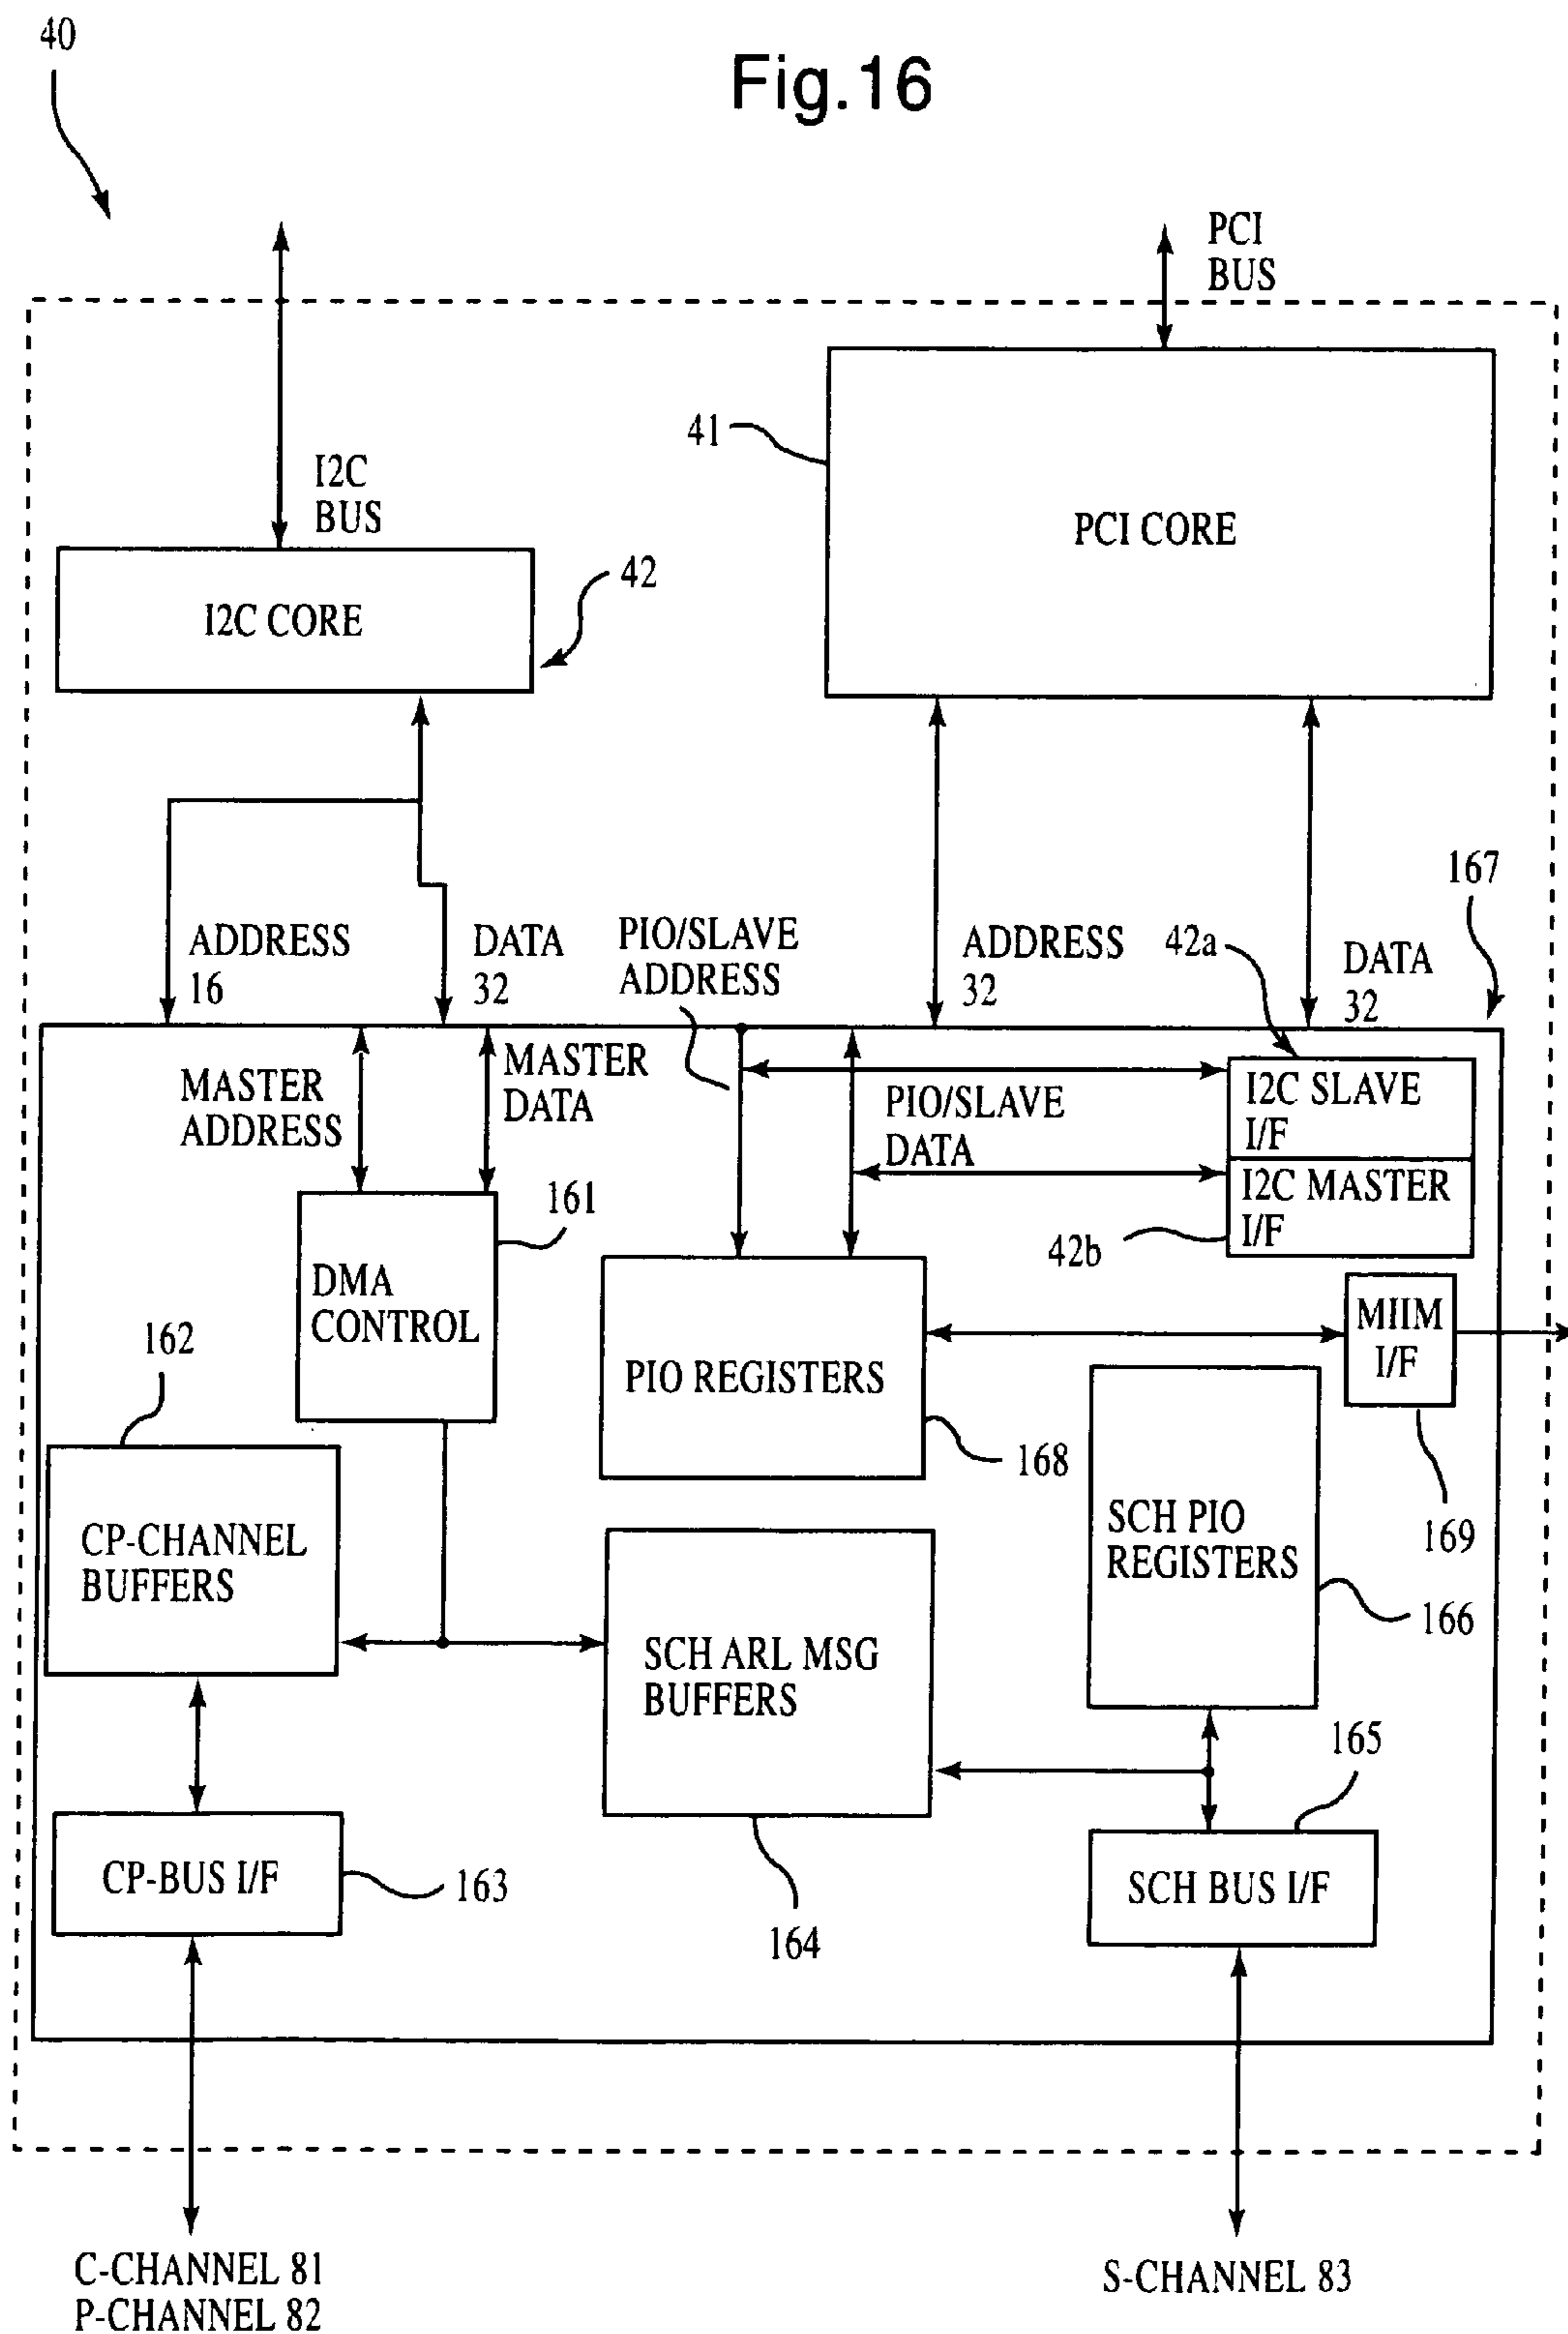 40
Fig.16
PCI
BUS
41
I2C
BUS
PCI CORE
42
I2C CORE
167
PIO/SLAVE
ADDRESS
ADDRESS
16
DATA
32
ADDRESS
32
42a
DATA
32
MASTER
ADDRESS
MASTER
DATA
PIO/SLAVE
DATA
I2C SLAVE
I/F
I2C MASTER
I/F
42b
161
DMA
CONTROL
162
PIO REGISTERS
MIIM
I/F
168
169
CP-CHANNEL
BUFFERS
SCH PIO
REGISTERS
166
SCH ARL MSG
BUFFERS
165
CP-BUS I/F
163
164
SCH BUS I/F
C-CHANNEL 81
P-CHANNEL 82
S-CHANNEL 83